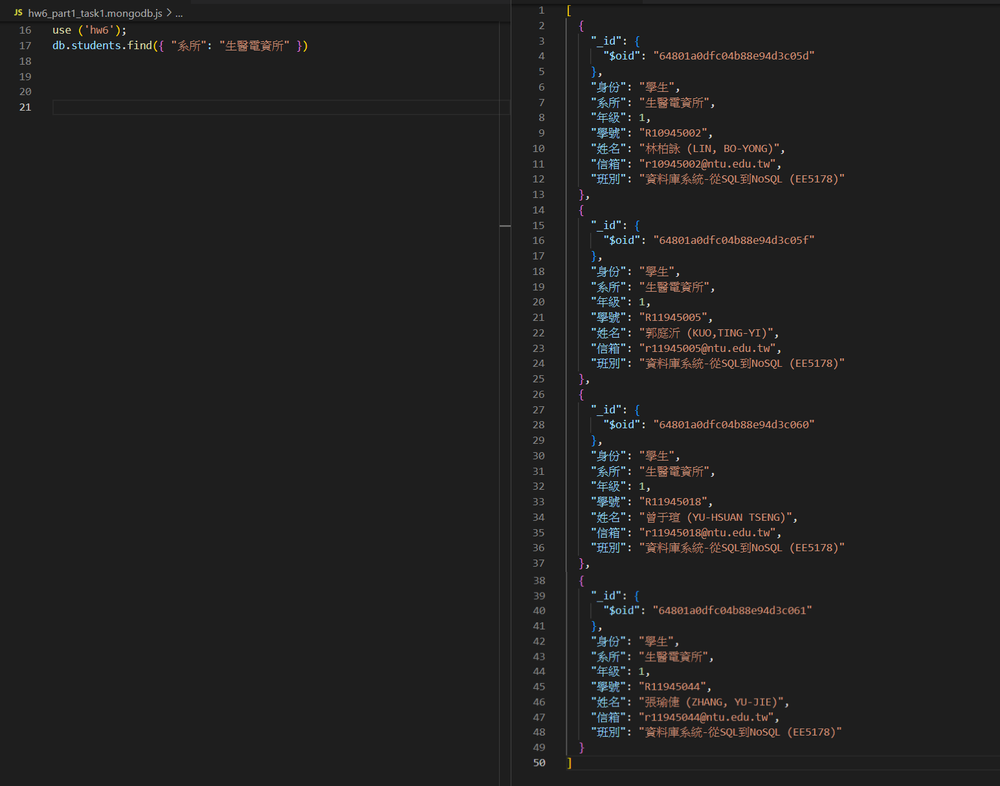 JS hw6_part1_task1.mongodb.js > ...
16 use ('hw6');
17 db.students.find({ "系所": "生醫電資所" })
18
19
20
21
1 [
2 {
3 "_id": {
4 "$oid": "64801a0dfc04b88e94d3c05d"
5 },
6 "身份": "學生",
7 "系所": "生醫電資所",
8 "年級": 1,
9 "學號": "R10945002",
10 "姓名": "林柏詠 (LIN, BO-YONG)",
11 "信箱": "r10945002@ntu.edu.tw",
12 "班別": "資料庫系統-從SQL到NoSQL (EE5178)"
13 },
14 {
15 "_id": {
16 "$oid": "64801a0dfc04b88e94d3c05f"
17 },
18 "身份": "學生",
19 "系所": "生醫電資所",
20 "年級": 1,
21 "學號": "R11945005",
22 "姓名": "郭庭沂 (KUO,TING-YI)",
23 "信箱": "r11945005@ntu.edu.tw",
24 "班別": "資料庫系統-從SQL到NoSQL (EE5178)"
25 },
26 {
27 "_id": {
28 "$oid": "64801a0dfc04b88e94d3c060"
29 },
30 "身份": "學生",
31 "系所": "生醫電資所",
32 "年級": 1,
33 "學號": "R11945018",
34 "姓名": "曾于瑄 (YU-HSUAN TSENG)",
35 "信箱": "r11945018@ntu.edu.tw",
36 "班別": "資料庫系統-從SQL到NoSQL (EE5178)"
37 },
38 {
39 "_id": {
40 "$oid": "64801a0dfc04b88e94d3c061"
41 },
42 "身份": "學生",
43 "系所": "生醫電資所",
44 "年級": 1,
45 "學號": "R11945044",
46 "姓名": "張瑜倢 (ZHANG, YU-JIE)",
47 "信箱": "r11945044@ntu.edu.tw",
48 "班別": "資料庫系統-從SQL到NoSQL (EE5178)"
49 }
50 ]